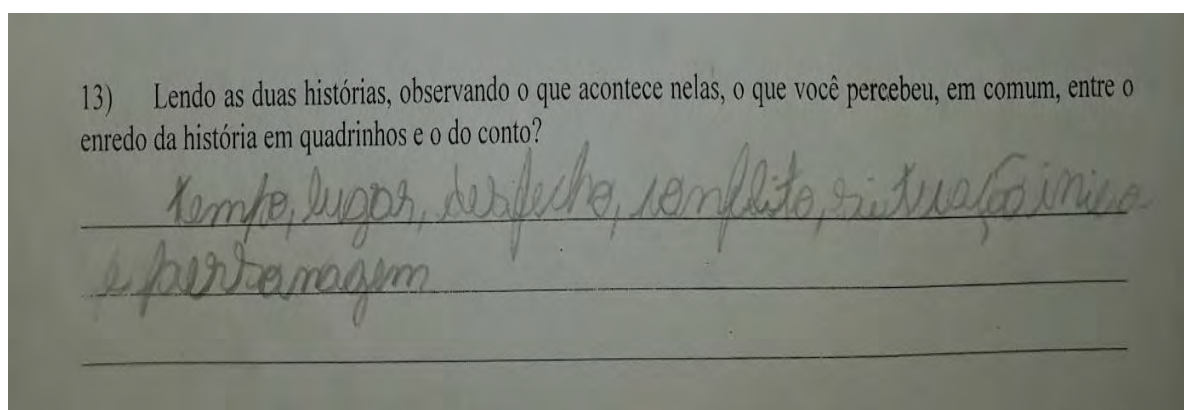 13) Lendo as duas histórias, observando o que acontece nelas, o que você percebeu, em comum, entre o
enredo da história em quadrinhos e o do conto?
tempo, lugar, desfecho, conflito, situação
e personagem